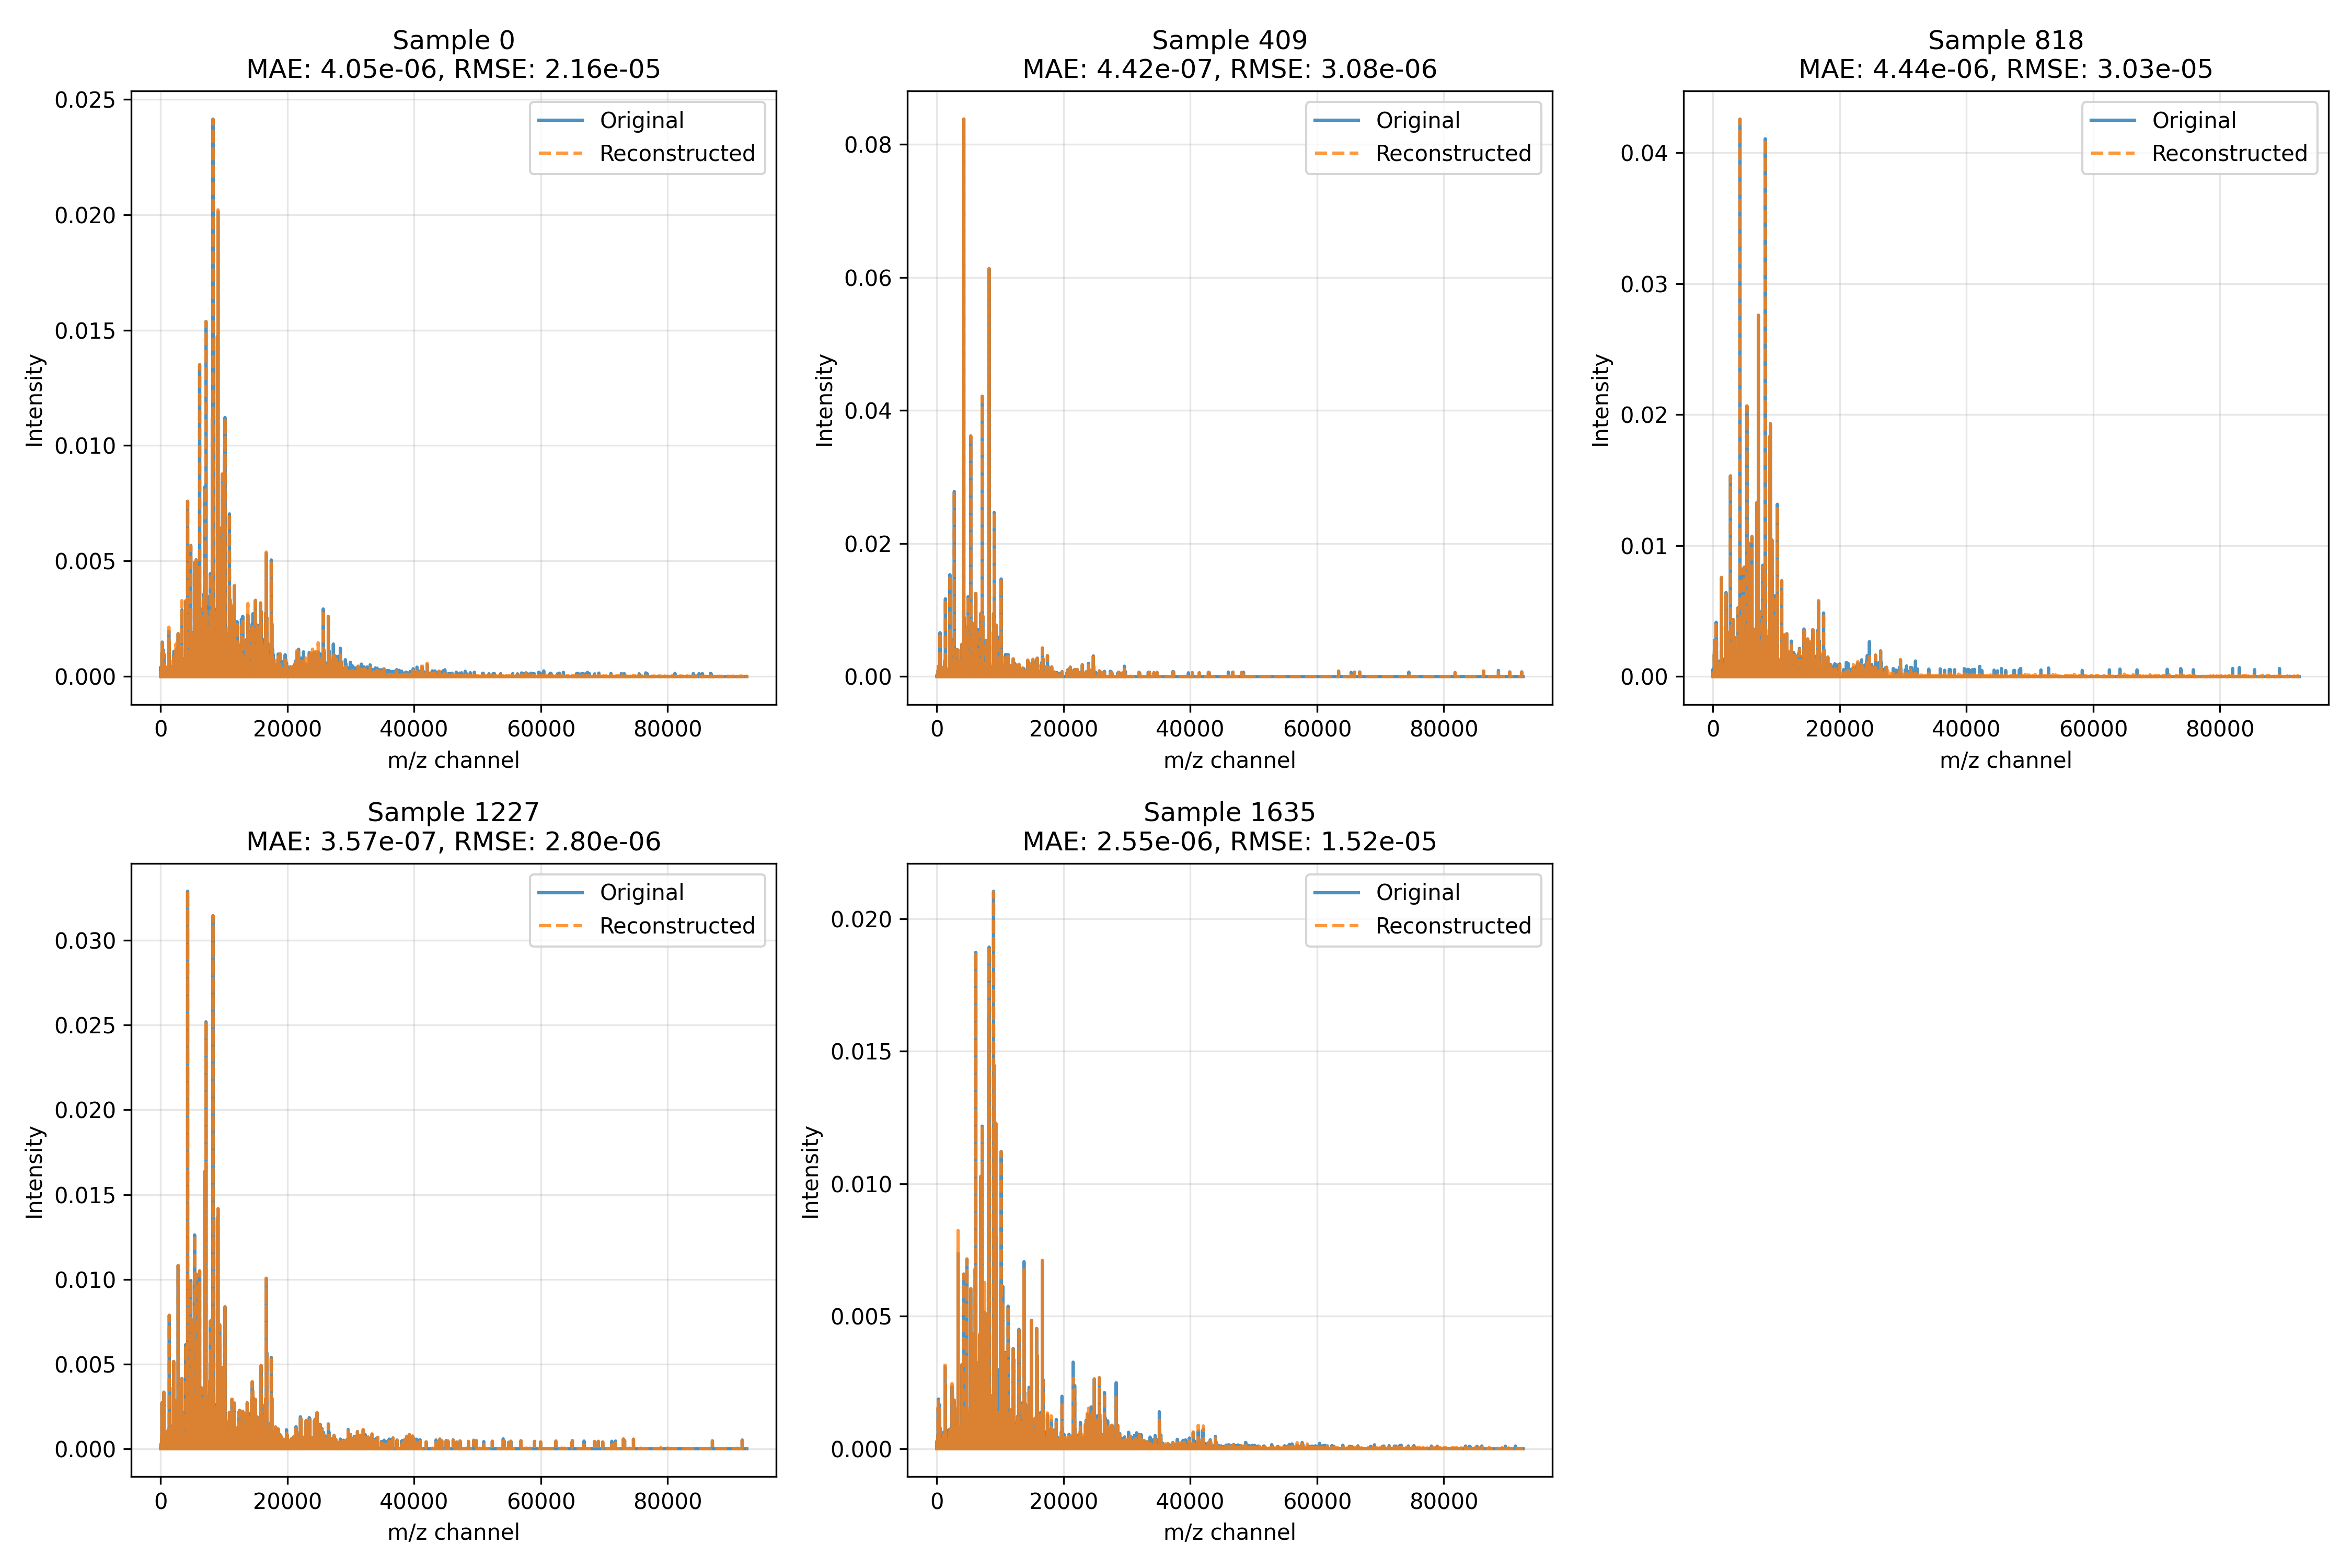 Sample 0
MAE: 4.05e-06, RMSE: 2.16e-05
Original
Reconstructed
0.025
0.020
0.015
0.010
0.005
0.000
Intensity
0 20000 40000 60000 80000
m/z channel
Sample 409
MAE: 4.42e-07, RMSE: 3.08e-06
Original
Reconstructed
0.08
0.06
0.04
0.02
0.00
Intensity
0 20000 40000 60000 80000
m/z channel
Sample 818
MAE: 4.44e-06, RMSE: 3.03e-05
Original
Reconstructed
0.04
0.03
0.02
0.01
0.00
Intensity
0 20000 40000 60000 80000
m/z channel
Sample 1227
MAE: 3.57e-07, RMSE: 2.80e-06
Original
Reconstructed
0.030
0.025
0.020
0.015
0.010
0.005
0.000
Intensity
0 20000 40000 60000 80000
m/z channel
Sample 1635
MAE: 2.55e-06, RMSE: 1.52e-05
Original
Reconstructed
0.020
0.015
0.010
0.005
0.000
Intensity
0 20000 40000 60000 80000
m/z channel